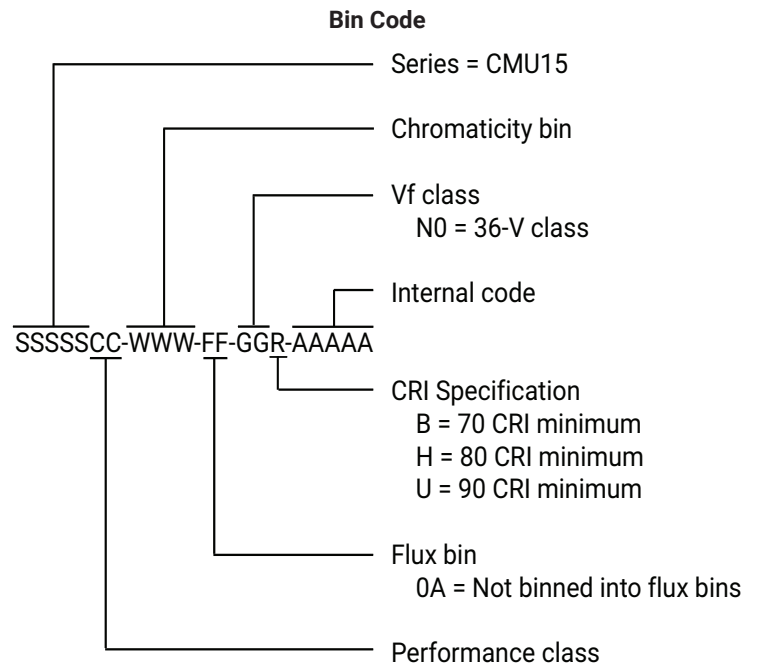 Bin Code
Series = CMU15
Chromaticity bin
Vf class
N0 = 36-V class
Internal code
SSSSSCC-WWW-FF-GGR-AAAAA
CRI Specification
B = 70 CRI minimum
H = 80 CRI minimum
U = 90 CRI minimum
Flux bin
0A = Not binned into flux bins
Performance class